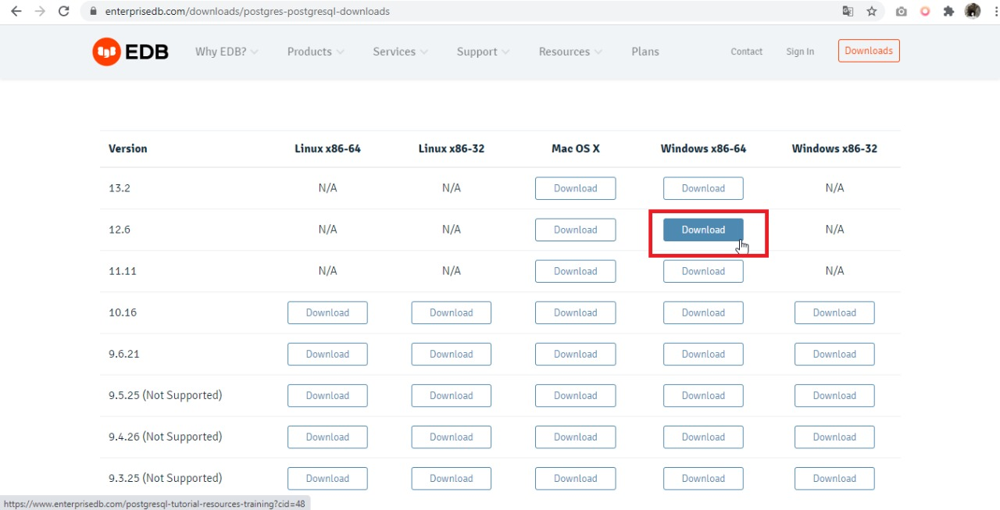 enterprisedb.com/downloads/postgres-postgresql-downloads
EDB Why EDB? Products Services Support Resources Plans Contact Sign In Downloads
Version Linux x86-64 Linux x86-32 Mac OS X Windows x86-64 Windows x86-32
13.2 N/A N/A Download Download N/A
12.6 N/A N/A Download Download N/A
11.11 N/A N/A Download Download N/A
10.16 Download Download Download Download Download
9.6.21 Download Download Download Download Download
9.5.25 (Not Supported) Download Download Download Download Download
9.4.26 (Not Supported) Download Download Download Download Download
9.3.25 (Not Supported) Download Download Download Download Download
https://www.enterprisedb.com/postgresql-tutorial-resources-training?cid=48